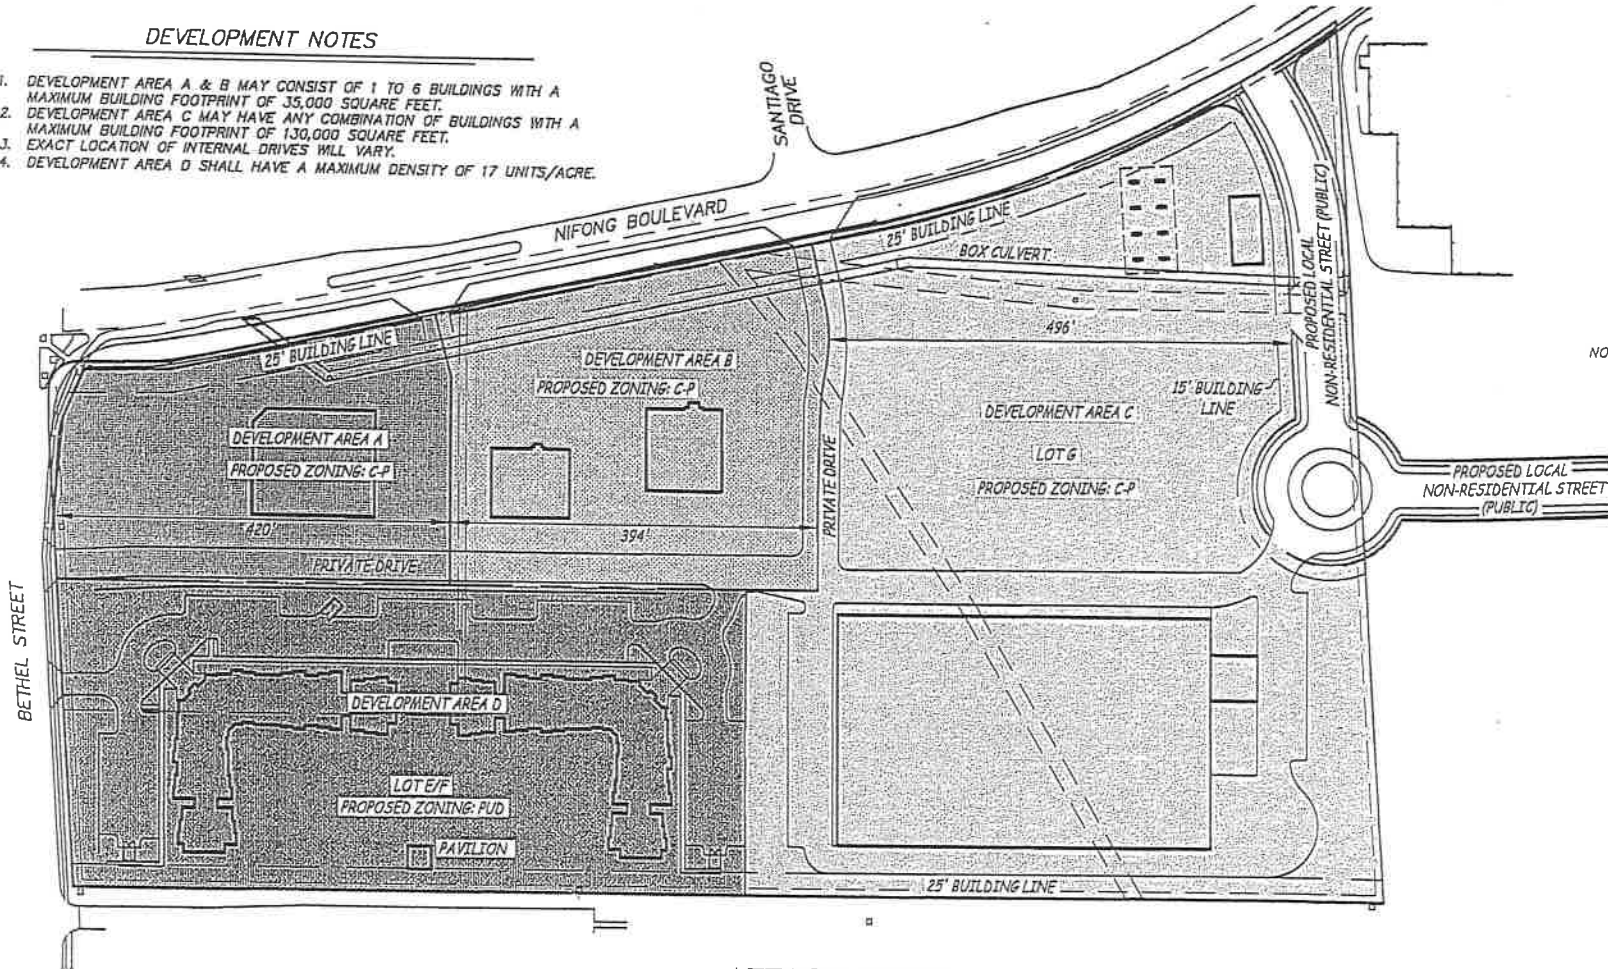 DEVELOPMENT NOTES
1. DEVELOPMENT AREA A & B MAY CONSIST OF 1 TO 6 BUILDINGS WITH A
MAXIMUM BUILDING FOOTPRINT OF 35,000 SQUARE FEET.
2. DEVELOPMENT AREA C MAY HAVE ANY COMBINATION OF BUILDINGS WITH A
MAXIMUM BUILDING FOOTPRINT OF 130,000 SQUARE FEET.
3. EXACT LOCATION OF INTERNAL DRIVES WILL VARY.
4. DEVELOPMENT AREA D SHALL HAVE A MAXIMUM DENSITY OF 17 UNITS/ACRE.
SANTIAGO
DRIVE
NIFONG BOULEVARD
25' BUILDING LINE
BOX CULVERT
PROPOSED LOCAL
NON-RESIDENTIAL STREET (PUBLIC)
496'
25' BUILDING LINE
DEVELOPMENT AREA B
PROPOSED ZONING: C-P
NO
15' BUILDING
LINE
DEVELOPMENT AREA C
LOT G
PROPOSED ZONING: C-P
DEVELOPMENT AREA A
PROPOSED ZONING: C-P
PRIVATE DRIVE
PROPOSED LOCAL
NON-RESIDENTIAL STREET
(PUBLIC)
420'
394'
PRIVATE DRIVE
BETHEL STREET
DEVELOPMENT AREA D
LOT E/F
PROPOSED ZONING: PUD
PAVILION
25' BUILDING LINE